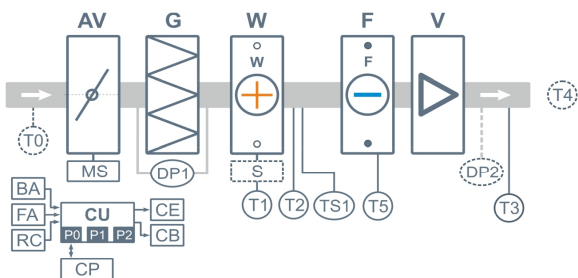 AV G W F V
W F
T0 MS DP1 S T1 T2 TS1 T5 DP2 T3 T4
BA
FA
RC
CU
P0 P1 P2
CE
CB
CP